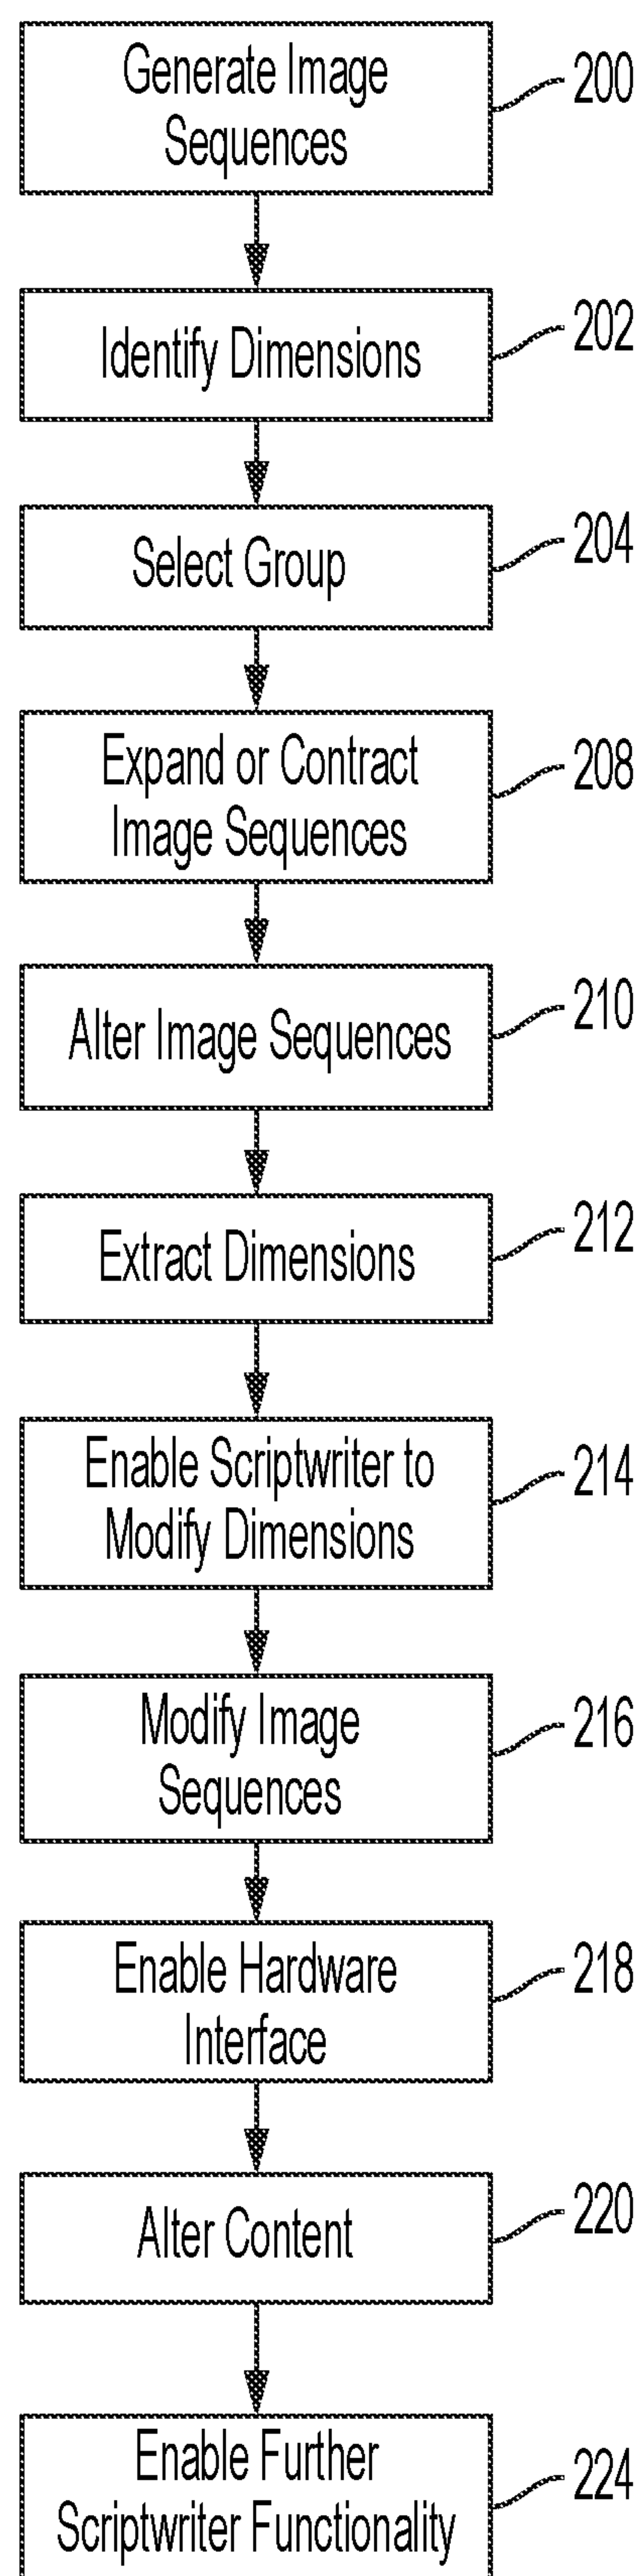 Generate Image
Sequences
200
Identify Dimensions
202
Select Group
204
Expand or Contract
Image Sequences
208
Alter Image Sequences
210
Extract Dimensions
212
Enable Scriptwriter to
Modify Dimensions
214
Modify Image
Sequences
216
Enable Hardware
Interface
218
Alter Content
220
Enable Further
Scriptwriter Functionality
224